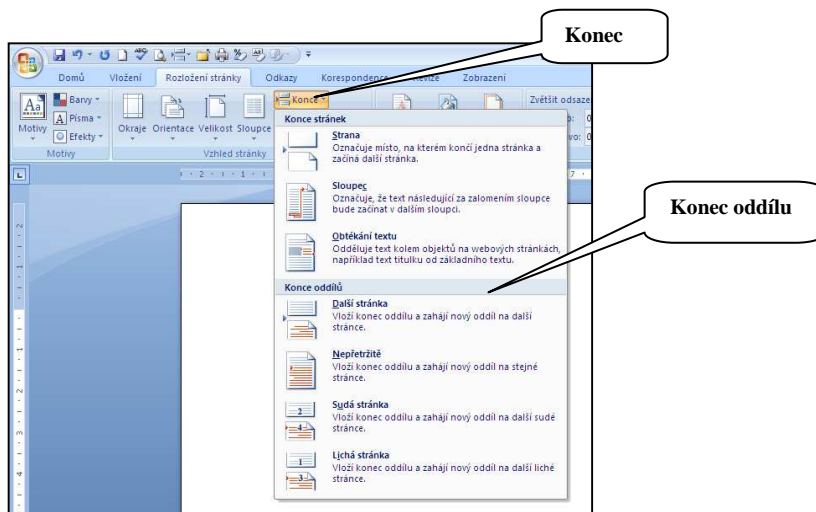 Konec
Domů Vložení Rozložení stránky Odkazy Korespondence Revize Zobrazení
Aa Barvy Konce Zvětšit odsaze
A Písma
Motivy Efekty Okraje Orientace Velikost Sloupce
Motivy Vzhled stránky
Konce stránek
Strana
Označuje místo, na kterém končí jedna stránka a
začíná další stránka.
Sloupec
Označuje, že text následující za zalomením sloupce
bude začínat v dalším sloupci.
Obtékání textu
Odděluje text kolem objektů na webových stránkách,
například text titulku od základního textu.
Konec oddílu
Konce oddílů
Další stránka
Vloží konec oddílu a zahájí nový oddíl na další
stránce.
Nepřetržitě
Vloží konec oddílu a zahájí nový oddíl na stejné
stránce.
Sudá stránka
Vloží konec oddílu a zahájí nový oddíl na další sudé
stránce.
Lichá stránka
Vloží konec oddílu a zahájí nový oddíl na další liché
stránce.